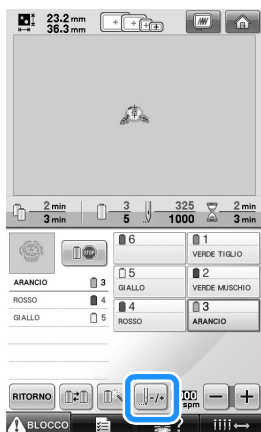 23.2 mm
36.3 mm
2 min
3 min
3
5
325
1000
2 min
3 min
STOP
ARANCIO 3
ROSSO 4
GIALLO 5
6
1
VERDE TIGLIO
5
GIALLO
2
VERDE MUSCHIO
4
ROSSO
3
ARANCIO
RITORNO
-/+
spm
BLOCCO
?